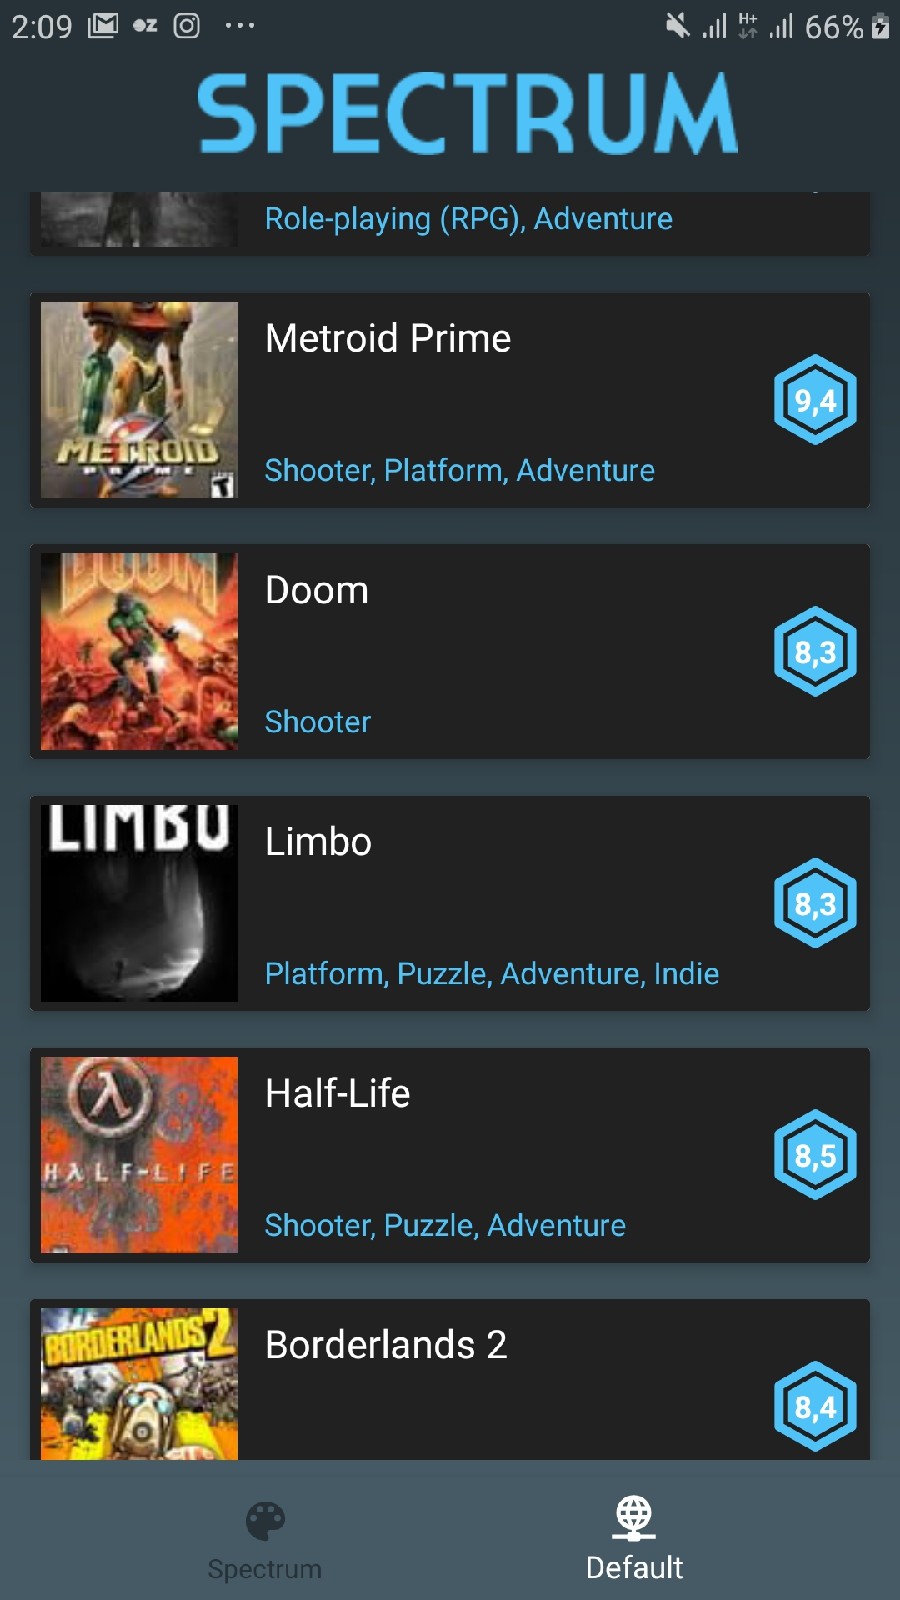 2:09
H+
66%
SPECTRUM
Role-playing (RPG), Adventure
METROID
PRIME
T
Metroid Prime
9,4
Shooter, Platform, Adventure
DOOM
Doom
8,3
Shooter
LIMBO
Limbo
8,3
Platform, Puzzle, Adventure, Indie
λ
HALF-LIFE
Half-Life
8,5
Shooter, Puzzle, Adventure
BORDERLANDS 2
Borderlands 2
8,4
Spectrum
Default